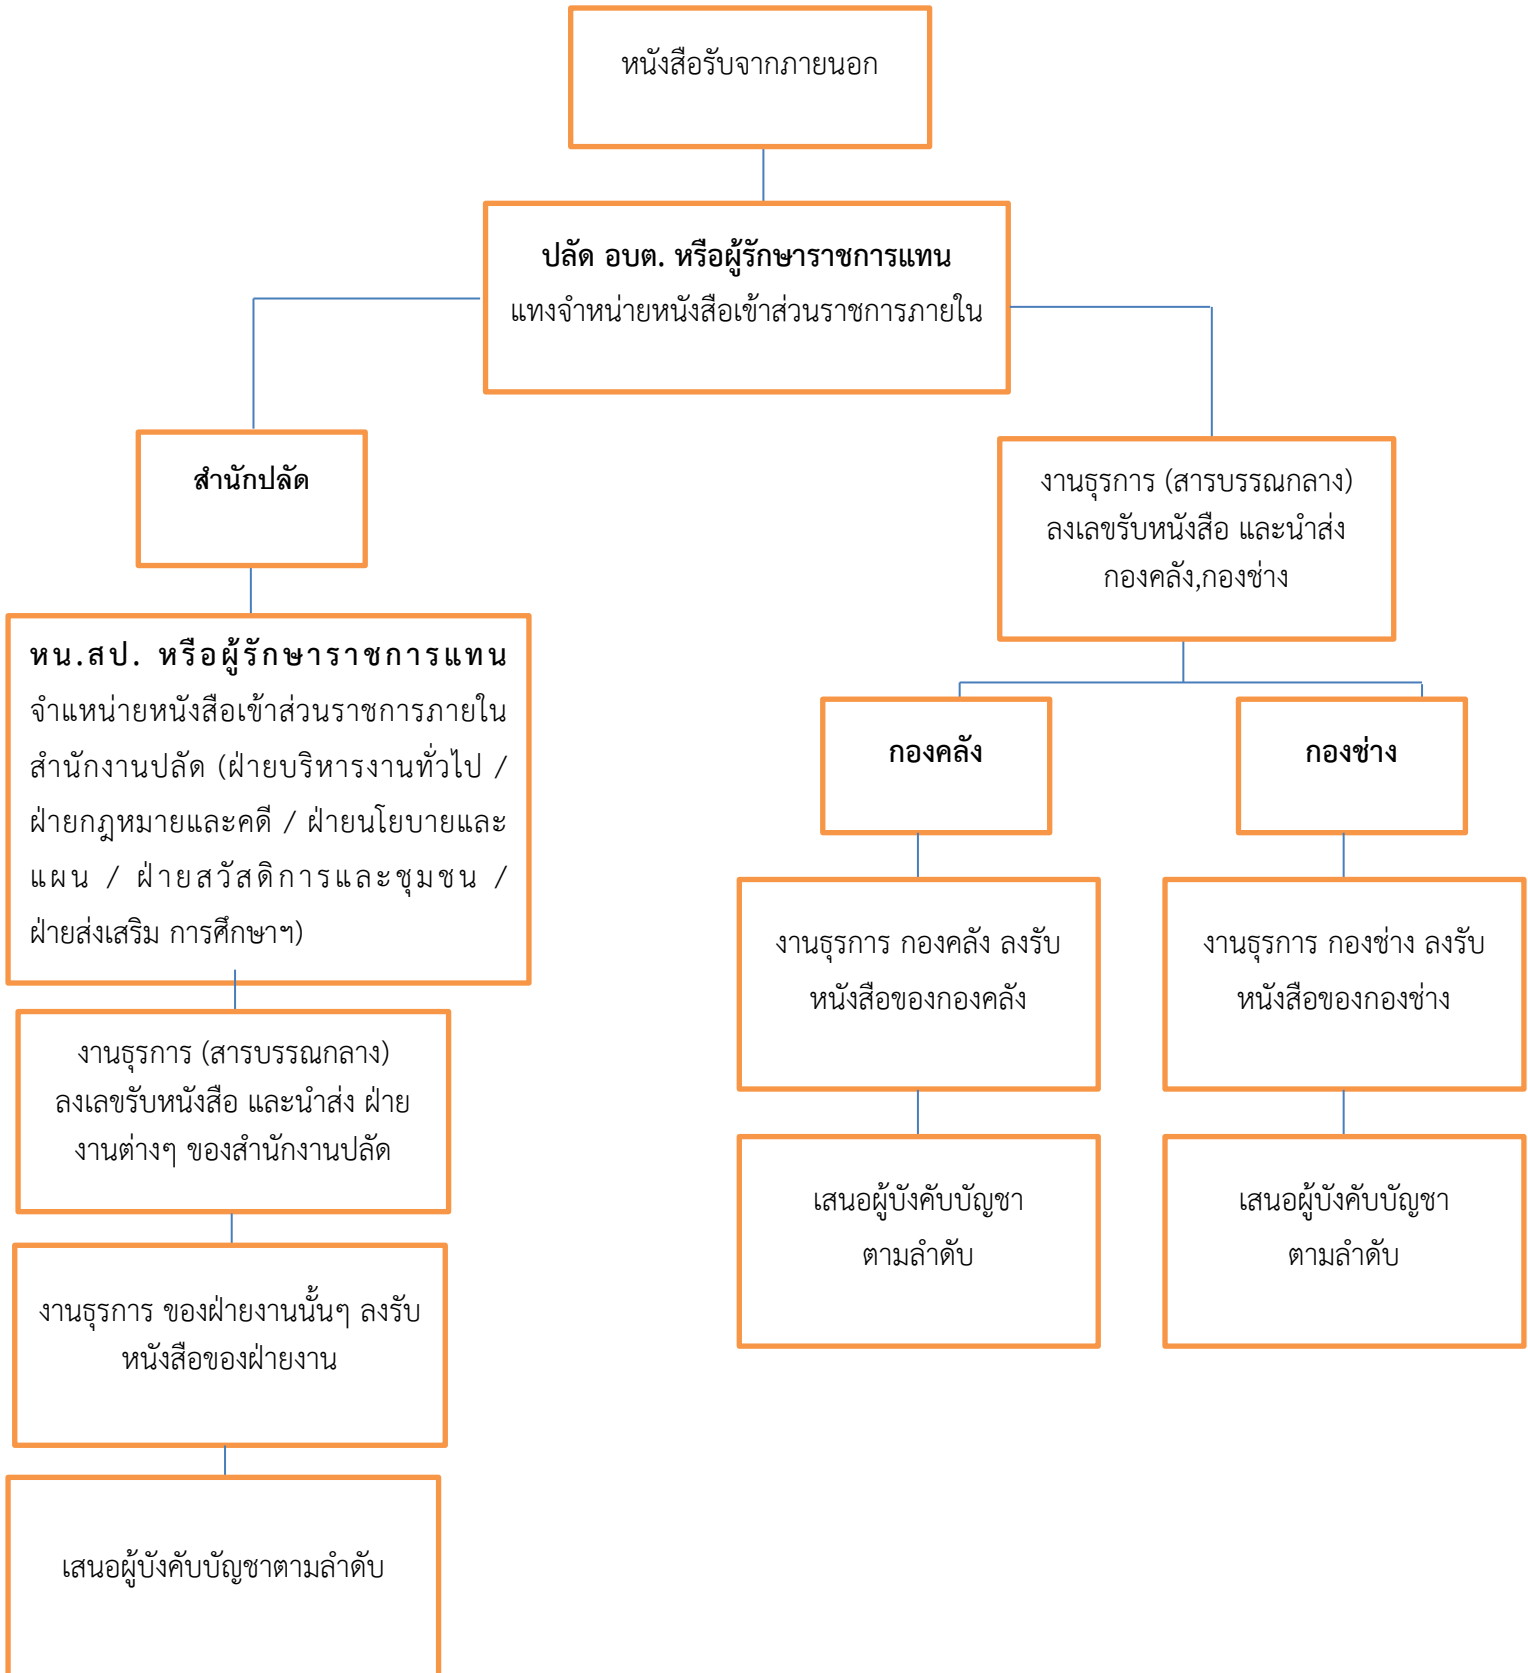 หนังสือรับจากภายนอก
ปลัด อบต. หรือผู้รักษาราชการแทน
แทงจำหน่ายหนังสือเข้าส่วนราชการภายใน
สำนักปลัด
หน.สป. หรือผู้รักษาราชการแทน
จำแหน่ายหนังสือเข้าส่วนราชการภายใน
สำนักงานปลัด (ฝ่ายบริหารงานทั่วไป /
ฝ่ายกฎหมายและคดี / ฝ่ายนโยบายและ
แผน / ฝ่ายสวัสดิการและชุมชน /
ฝ่ายส่งเสริม การศึกษาฯ)
งานธุรการ (สารบรรณกลาง)
ลงเลขรับหนังสือ และนำส่ง ฝ่าย
งานต่างๆ ของสำนักงานปลัด
งานธุรการ ของฝ่ายงานนั้นๆ ลงรับ
หนังสือของฝ่ายงาน
เสนอผู้บังคับบัญชาตามลำดับ
งานธุรการ (สารบรรณกลาง)
ลงเลขรับหนังสือ และนำส่ง
กองคลัง,กองช่าง
กองคลัง
งานธุรการ กองคลัง ลงรับ
หนังสือของกองคลัง
เสนอผู้บังคับบัญชา
ตามลำดับ
กองช่าง
งานธุรการ กองช่าง ลงรับ
หนังสือของกองช่าง
เสนอผู้บังคับบัญชา
ตามลำดับ